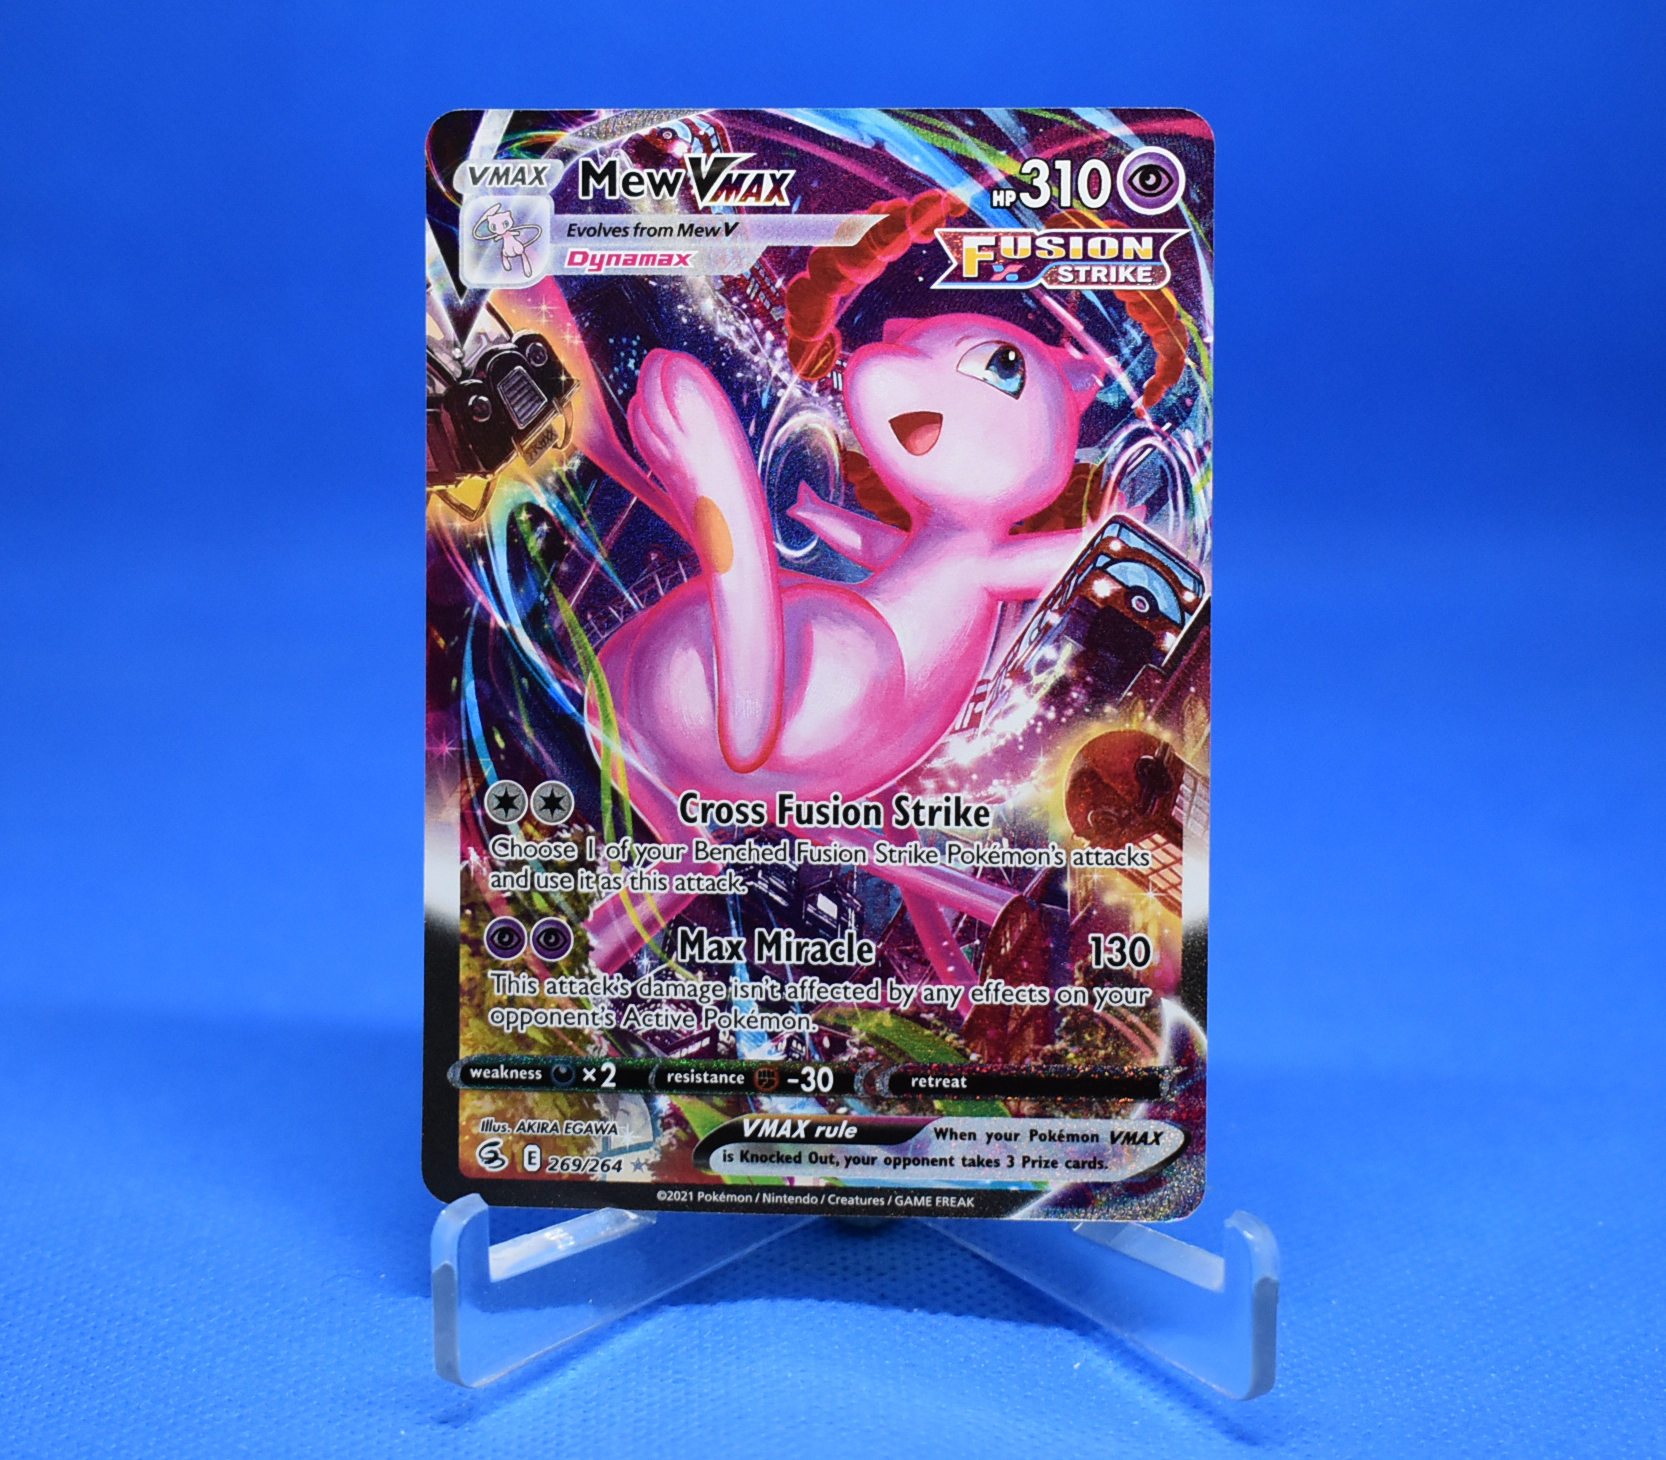 VMAX
Mew VMAX
HP 310
Evolves from Mew V
Dynamax
FUSION
STRIKE
Cross Fusion Strike
Choose 1 of your Benched Fusion Strike Pokémon's attacks
and use it as this attack.
Max Miracle 130
This attack's damage isn't affected by any effects on your
opponent's Active Pokémon.
weakness ×2 resistance -30 retreat
Illus. AKIRA EGAWA
E 269/264
VMAX rule When your Pokémon VMAX
is Knocked Out, your opponent takes 3 Prize cards.
©2021 Pokémon / Nintendo / Creatures / GAME FREAK